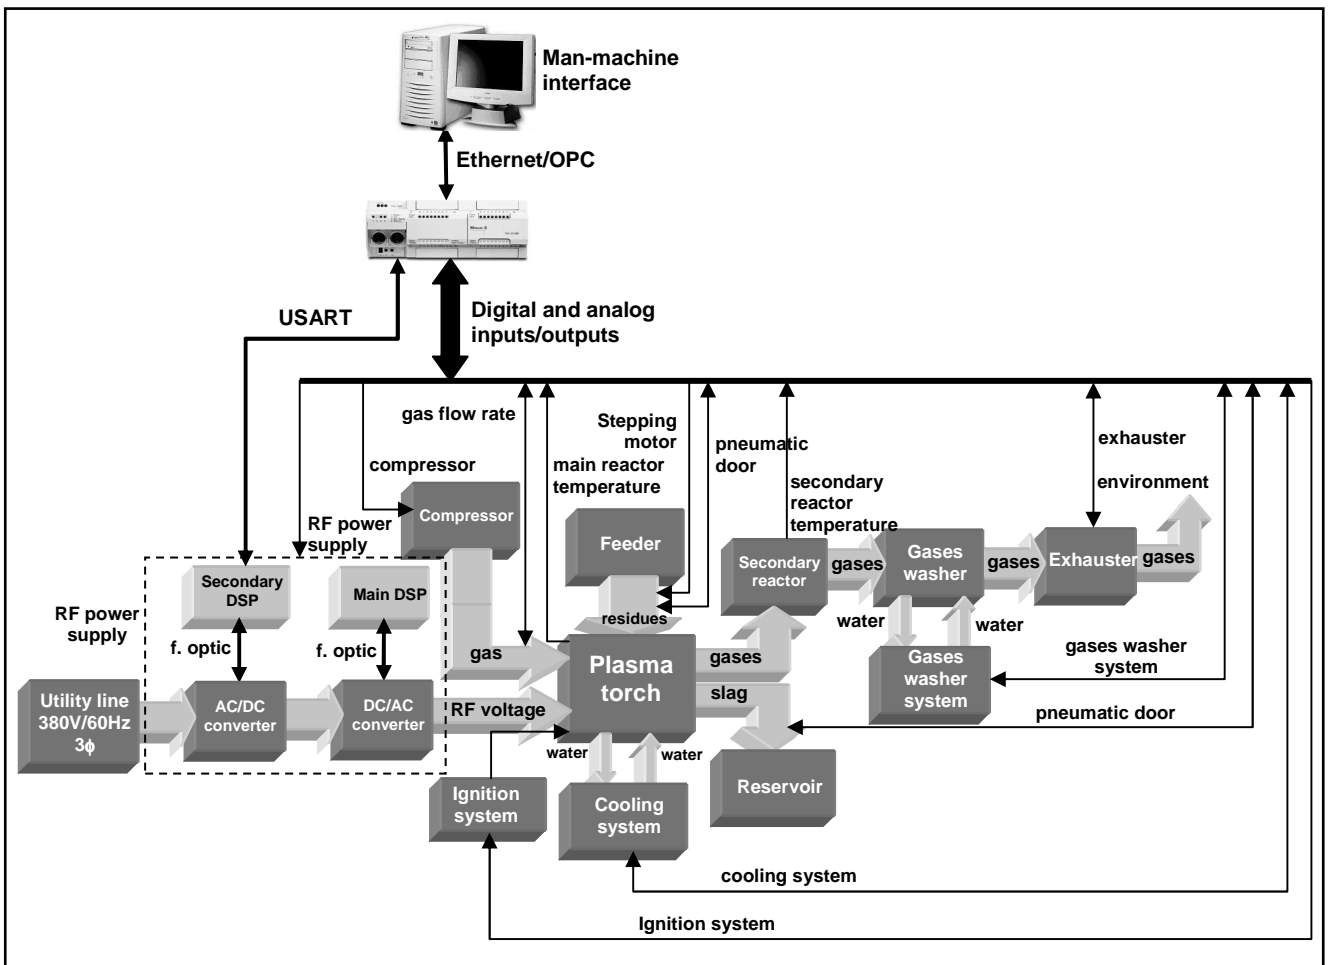 Man-machine
interface
Ethernet/OPC
USART
Digital and analog
inputs/outputs
gas flow rate
Stepping
motor
pneumatic
door
exhauster
compressor
main reactor
temperature
secondary
reactor
temperature
environment
RF power
supply
Compressor
Feeder
Secondary
reactor
gases
Gases
washer
gases
Exhauster
gases
Secondary
DSP
Main DSP
RF power
supply
f. optic
f. optic
residues
water
water
gas
Plasma
torch
gases
slag
Gases
washer
system
gases washer
system
Utility line
380V/60Hz
3ϕ
AC/DC
converter
DC/AC
converter
RF voltage
pneumatic door
water
water
Ignition
system
Cooling
system
Reservoir
cooling system
Ignition system